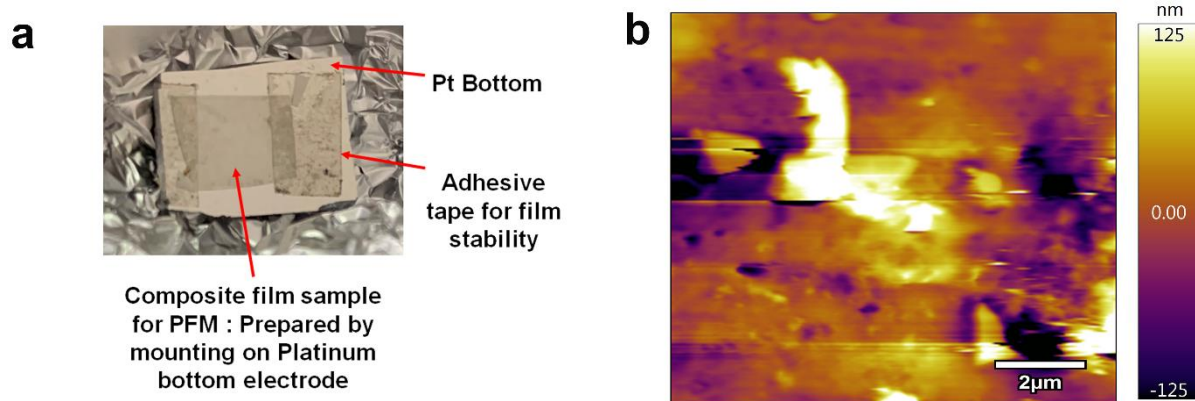 a
Pt Bottom
Adhesive
tape for film
stability
Composite film sample
for PFM : Prepared by
mounting on Platinum
bottom electrode
b
nm
125
0.00
-125
2μm